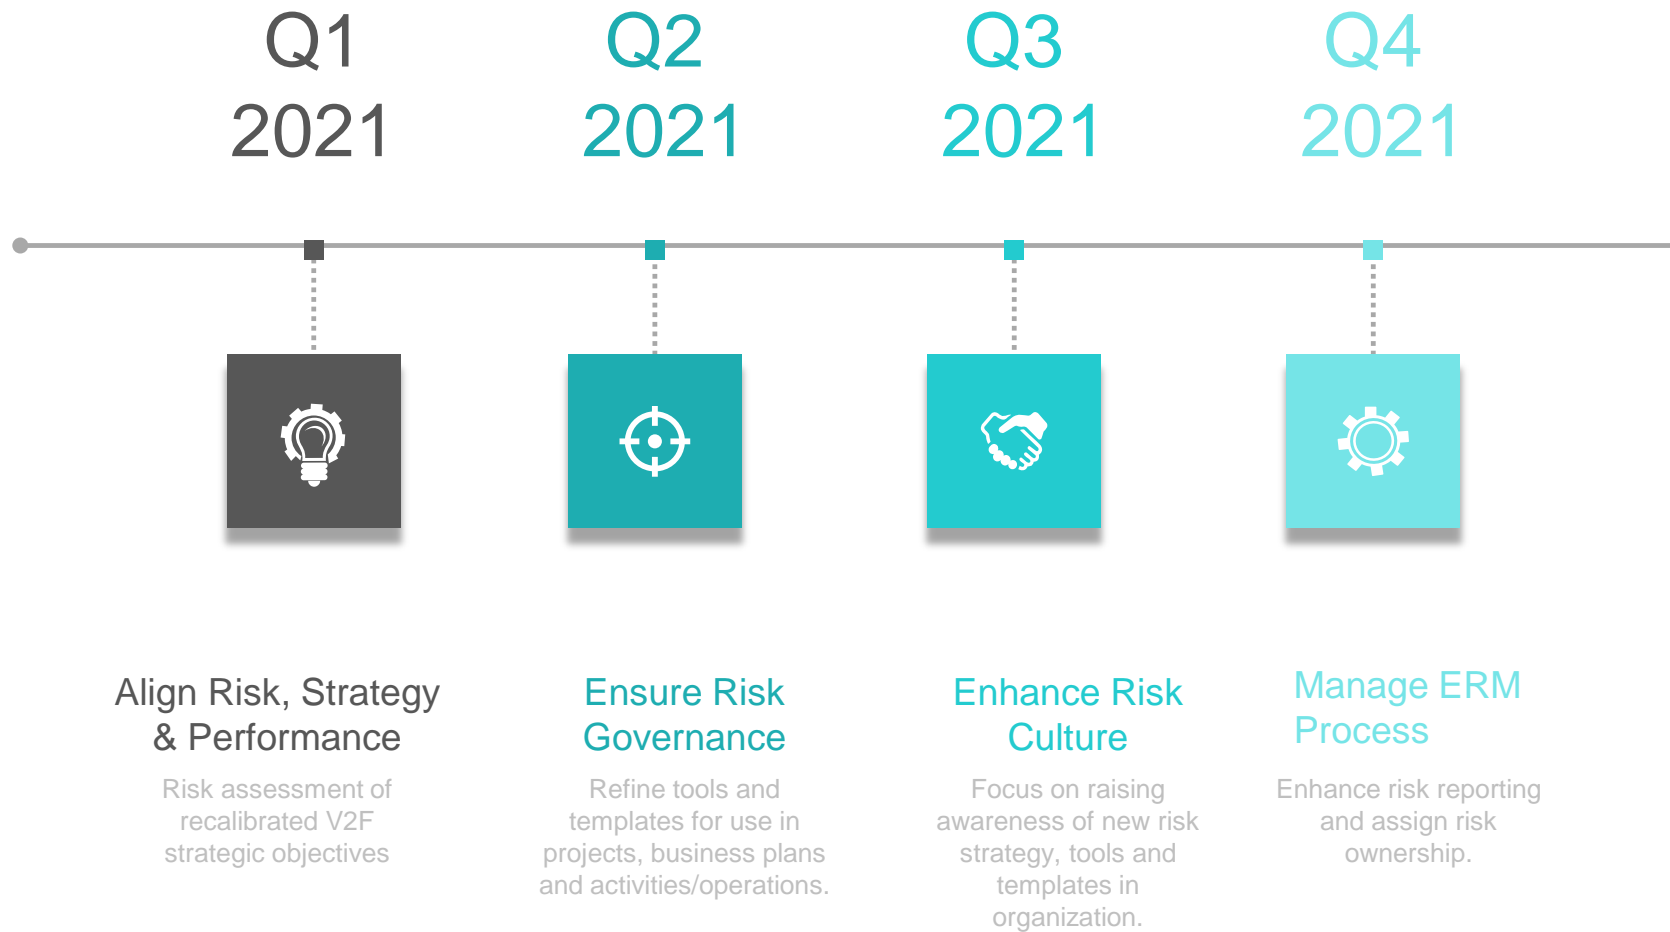 Q1
2021
Q2
2021
Q3
2021
Q4
2021
Align Risk, Strategy
& Performance
Risk assessment of
recalibrated V2F
strategic objectives
Ensure Risk
Governance
Refine tools and
templates for use in
projects, business plans
and activities/operations.
Enhance Risk
Culture
Focus on raising
awareness of new risk
strategy, tools and
templates in
organization.
Manage ERM
Process
Enhance risk reporting
and assign risk
ownership.